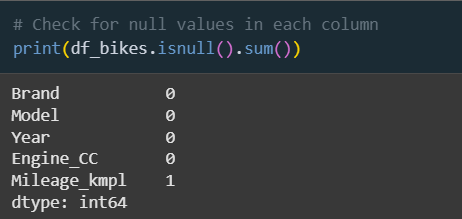 # Check for null values in each column
print(df_bikes.isnull().sum())
Brand           0
Model           0
Year            0
Engine_CC       0
Mileage_kmpl    1
dtype: int64